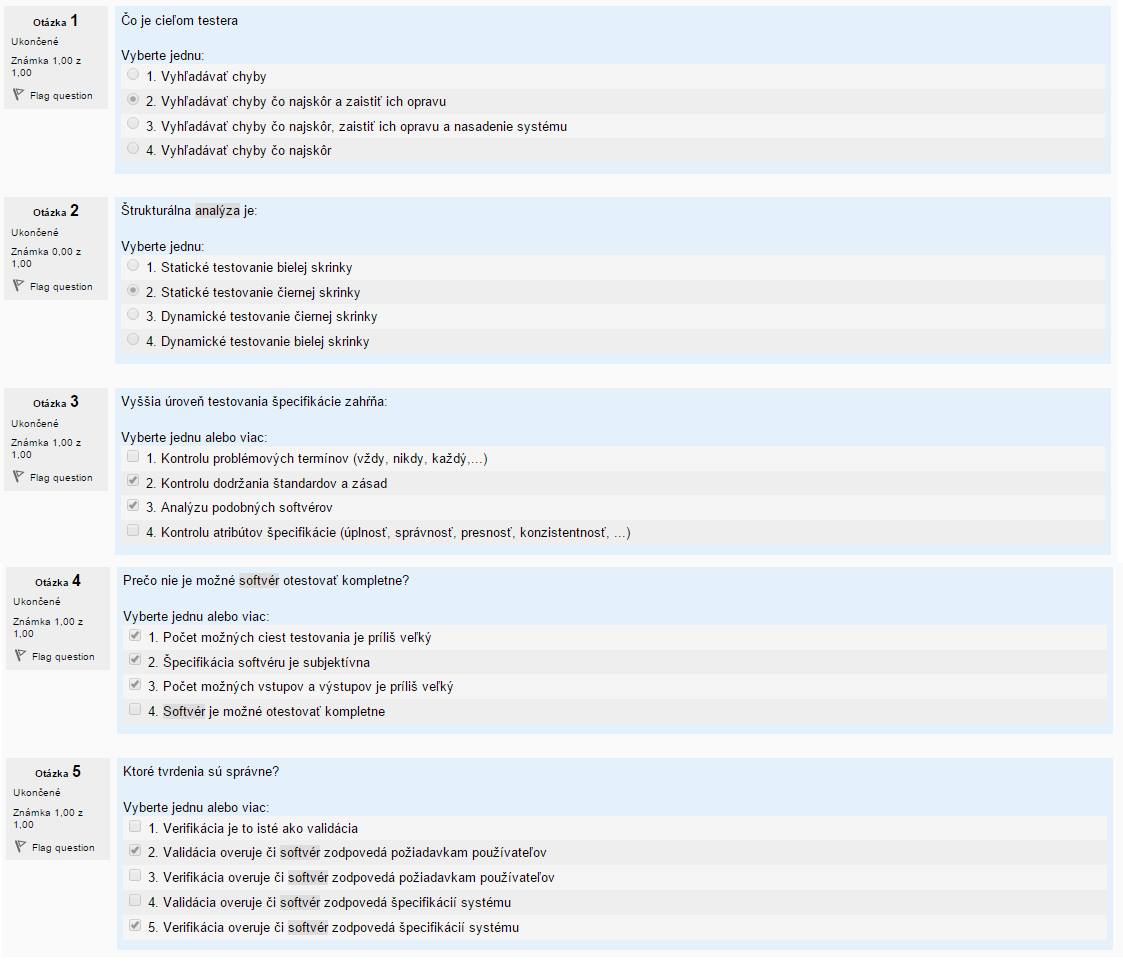 Otázka 1
Ukončené
Známka 1,00 z
1,00
Flag question
Čo je cieľom testera
Vyberte jednu:
1. Vyhľadávať chyby
2. Vyhľadávať chyby čo najskôr a zaistiť ich opravu
3. Vyhľadávať chyby čo najskôr, zaistiť ich opravu a nasadenie systému
4. Vyhľadávať chyby čo najskôr
Otázka 2
Ukončené
Známka 0,00 z
1,00
Flag question
Štrukturálna analýza je:
Vyberte jednu:
1. Statické testovanie bielej skrinky
2. Statické testovanie čiernej skrinky
3. Dynamické testovanie čiernej skrinky
4. Dynamické testovanie bielej skrinky
Otázka 3
Ukončené
Známka 1,00 z
1,00
Flag question
Vyššia úroveň testovania špecifikácie zahŕňa:
Vyberte jednu alebo viac:
1. Kontrolu problémových termínov (vždy, nikdy, každý,...)
2. Kontrolu dodržania štandardov a zásad
3. Analýzu podobných softvérov
4. Kontrolu atribútov špecifikácie (úplnosť, správnosť, presnosť, konzistentnosť, ...)
Otázka 4
Ukončené
Známka 1,00 z
1,00
Flag question
Prečo nie je možné softvér otestovať kompletne?
Vyberte jednu alebo viac:
1. Počet možných ciest testovania je príliš veľký
2. Špecifikácia softvéru je subjektívna
3. Počet možných vstupov a výstupov je príliš veľký
4. Softvér je možné otestovať kompletne
Otázka 5
Ukončené
Známka 1,00 z
1,00
Flag question
Ktoré tvrdenia sú správne?
Vyberte jednu alebo viac:
1. Verifikácia je to isté ako validácia
2. Validácia overuje či softvér zodpovedá požiadavkam používateľov
3. Verifikácia overuje či softvér zodpovedá požiadavkam používateľov
4. Validácia overuje či softvér zodpovedá špecifikácií systému
5. Verifikácia overuje či softvér zodpovedá špecifikácií systému